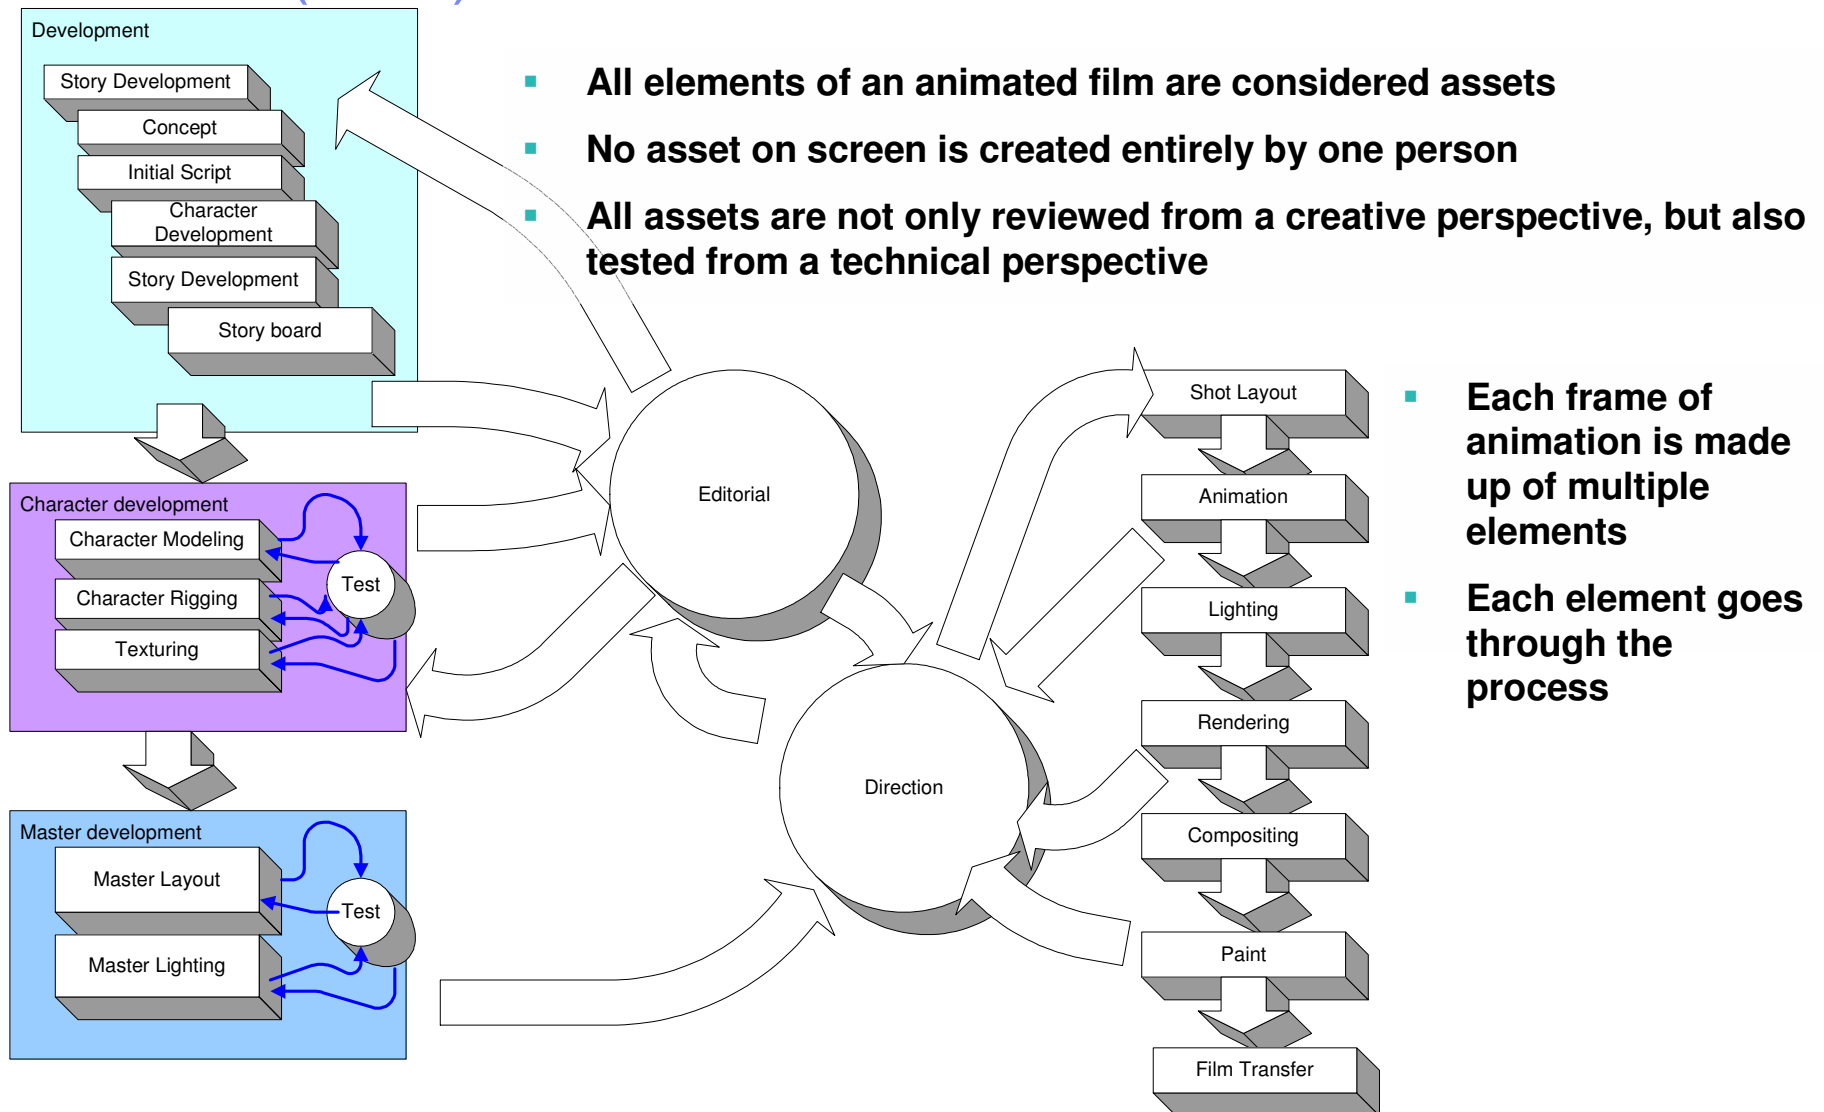 Development
Story Development
Concept
Initial Script
Character
Development
Story Development
Story board
▪ All elements of an animated film are considered assets
▪ No asset on screen is created entirely by one person
▪ All assets are not only reviewed from a creative perspective, but also
tested from a technical perspective
Character development
Character Modeling
Character Rigging
Texturing
Test
Master development
Master Layout
Master Lighting
Test
Editorial
Direction
Shot Layout
Animation
Lighting
Rendering
Compositing
Paint
Film Transfer
▪ Each frame of
animation is made
up of multiple
elements
▪ Each element goes
through the
process